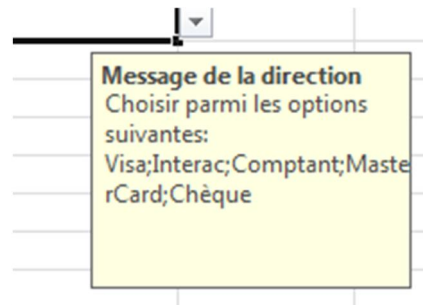 Message de la direction
Choisir parmi les options
suivantes:
Visa;Interac;Comptant;Maste
rCard;Chèque